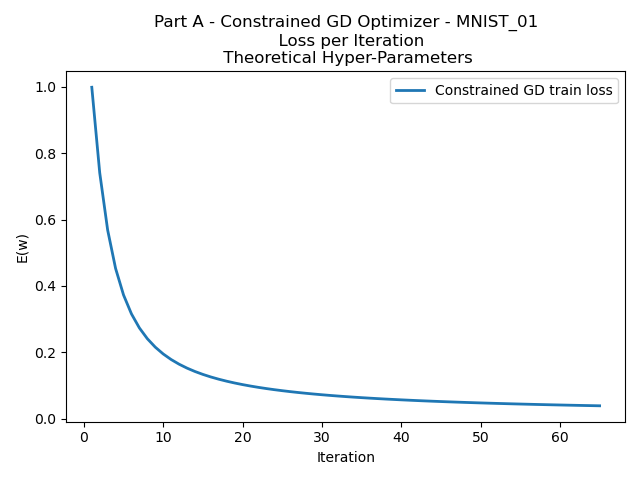 Part A - Constrained GD Optimizer - MNIST_01
Loss per Iteration
Theoretical Hyper-Parameters
Constrained GD train loss
E(w)
1.0
0.8
0.6
0.4
0.2
0.0
0 10 20 30 40 50 60
Iteration